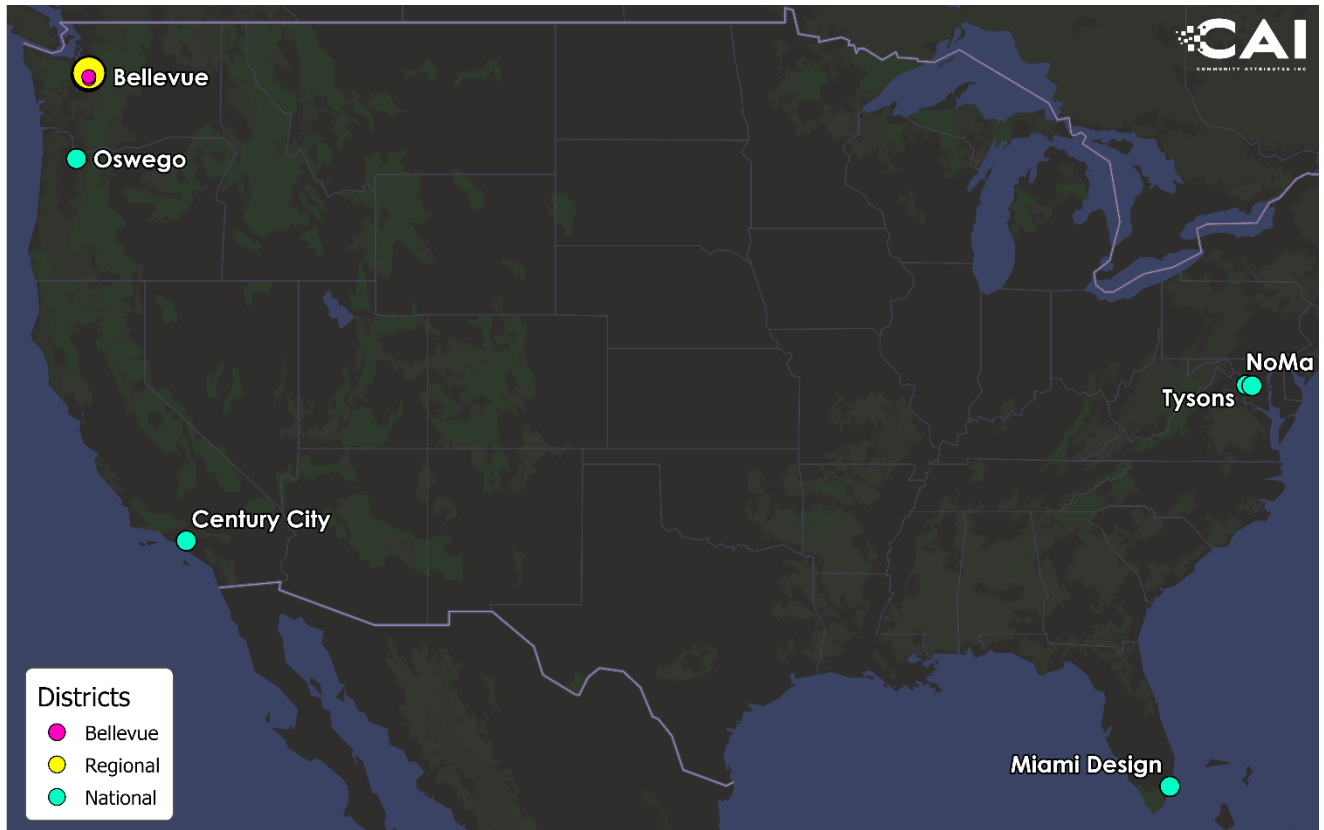 CAI
COMMUNITY ATTRIBUTES INC
Bellevue
Oswego
NoMa
Tysons
Century City
Miami Design
Districts
Bellevue
Regional
National